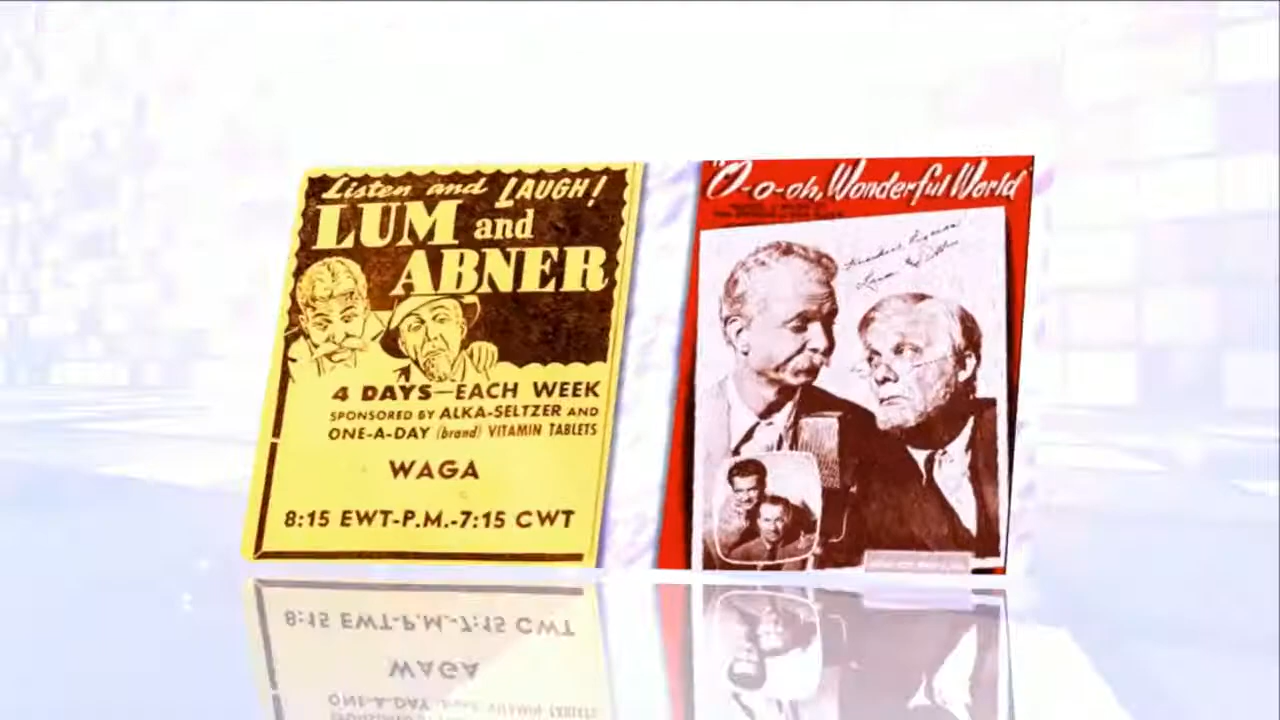 Listen and LAUGH!
LUM and
ABNER
4 DAYS—EACH WEEK
SPONSORED BY ALKA-SELTZER AND
ONE-A-DAY (brand) VITAMIN TABLETS
WAGA
8:15 EWT-P.M.-7:15 CWT
"O-o-oh, Wonderful World"